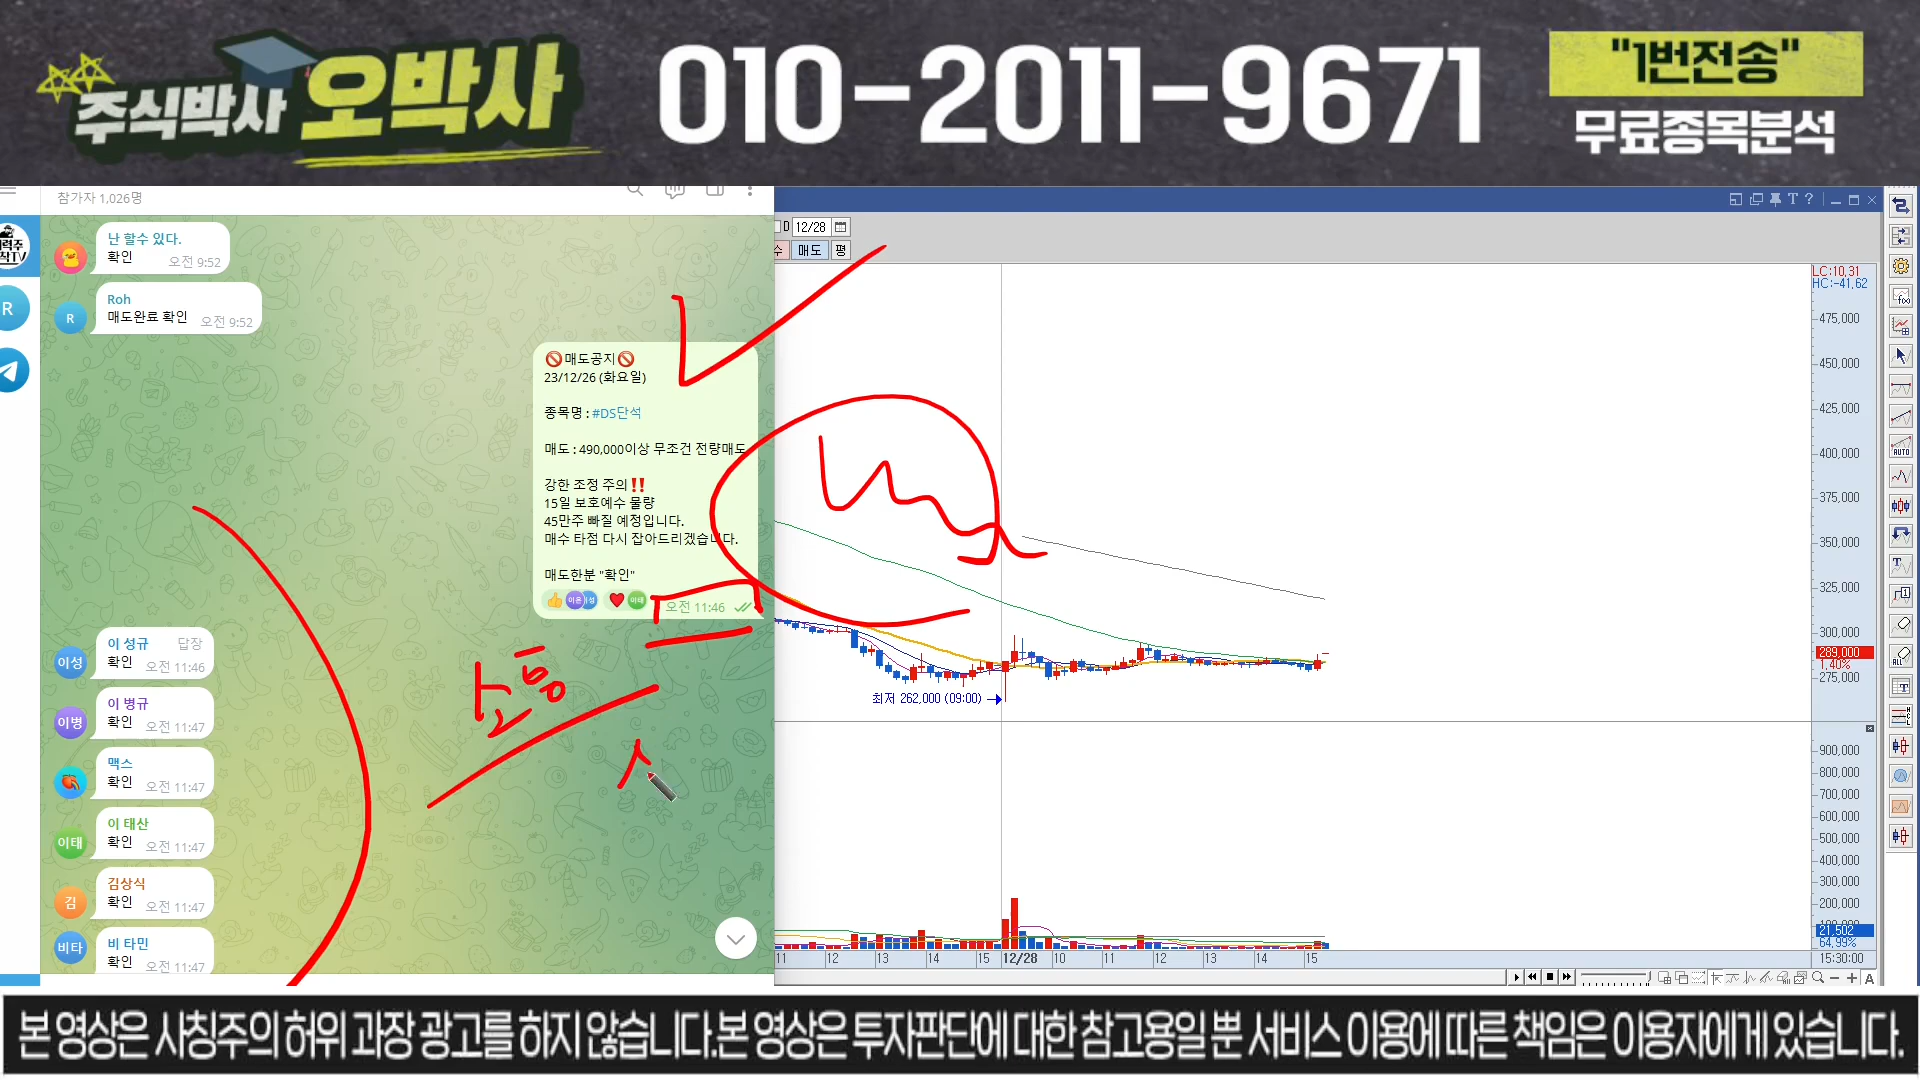 주식박사 오박사
010-2011-9671
"1번전송"
무료종목분석
참가자 1,026명
난 할수 있다.
확인
오전 9:52
Roh
매도완료 확인
오전 9:52
🚫매도공지🚫
23/12/26 (화요일)
종목명 : #DS단석
매도 : 490,000이상 무조건 전량매도
강한 조정 주의‼️
15일 보호예수 물량
45만주 빠질 예정입니다.
매수 타점 다시 잡아드리겠습니다.
매도한분 "확인"
오전 11:46
이 성규 답장
확인
오전 11:46
이 병규
확인
오전 11:47
맥스
확인
오전 11:47
이 태산
확인
오전 11:47
김상식
확인
오전 11:47
비 타민
확인
오전 11:47
R
R
이성
이병
이태
김
비타
D 12/28
매도 평
LC:10,31
HC:-41,62
475,000
450,000
425,000
400,000
375,000
350,000
325,000
300,000
289,000
1,40%
275,000
최저 262,000 (09:00)
900,000
800,000
700,000
600,000
500,000
400,000
300,000
200,000
21,502
64,99%
11 12 13 14 15 12/28 10 11 12 13 14 15
15:30:00
본 영상은 사칭주의 허위 과장 광고를 하지 않습니다.본 영상은 투자판단에 대한 참고용일 뿐 서비스 이용에 따른 책임은 이용자에게 있습니다.